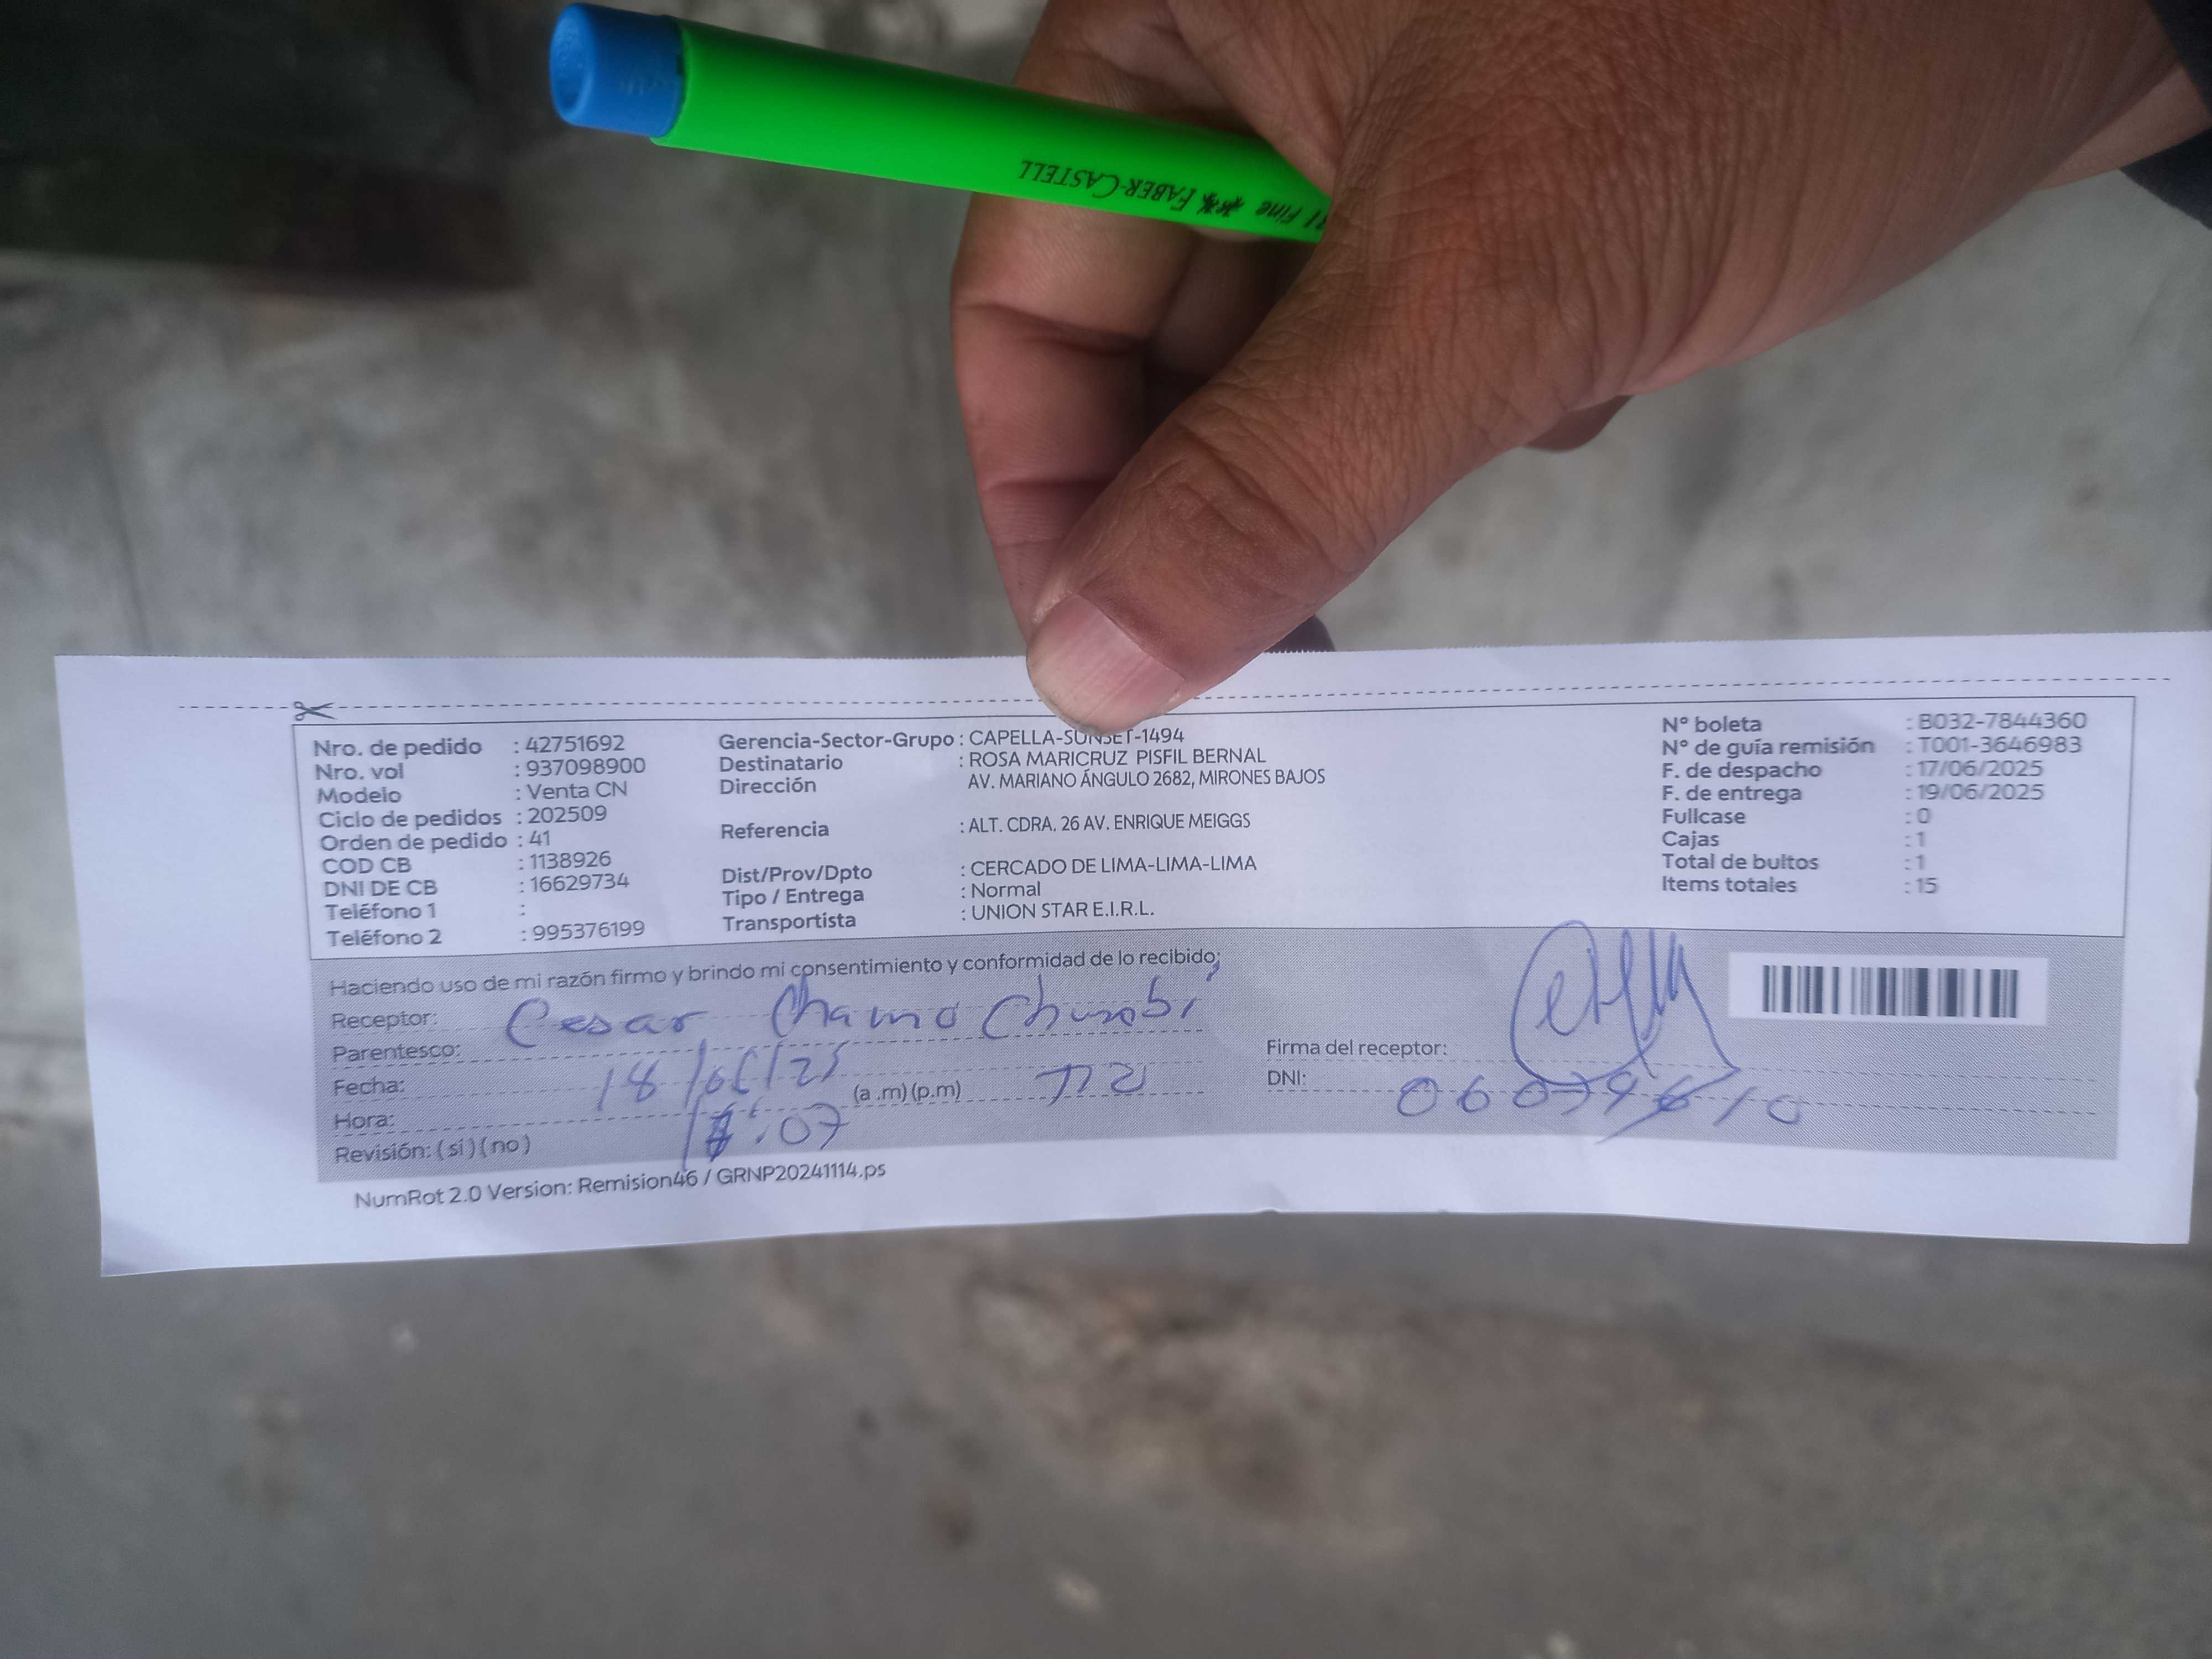 FABER-CASTELL
Fine
Nro. de pedido : 42751692
Nro. vol : 937098900
Modelo : Venta CN
Ciclo de pedidos : 202509
Orden de pedido : 41
COD CB : 1138926
DNI DE CB : 16629734
Teléfono 1 :
Teléfono 2 : 995376199
Gerencia-Sector-Grupo : CAPELLA-SUNSET-1494
Destinatario : ROSA MARICRUZ PISFIL BERNAL
Dirección AV. MARIANO ÁNGULO 2682, MIRONES BAJOS
Referencia : ALT. CDRA. 26 AV. ENRIQUE MEIGGS
Dist/Prov/Dpto : CERCADO DE LIMA-LIMA-LIMA
Tipo / Entrega : Normal
Transportista : UNION STAR E.I.R.L.
N° boleta : B032-7844360
N° de guía remisión : T001-3646983
F. de despacho : 17/06/2025
F. de entrega : 19/06/2025
Fullcase : 0
Cajas : 1
Total de bultos : 1
Items totales : 15
Haciendo uso de mi razón firmo y brindo mi consentimiento y conformidad de lo recibido;
Receptor: Cesar
Parentesco:
Fecha: 18/06/25
Hora: (a .m) (p.m)
Revisión: ( si ) ( no )
Firma del receptor:
DNI:
NumRot 2.0 Version: Remision46 / GRNP20241114.ps